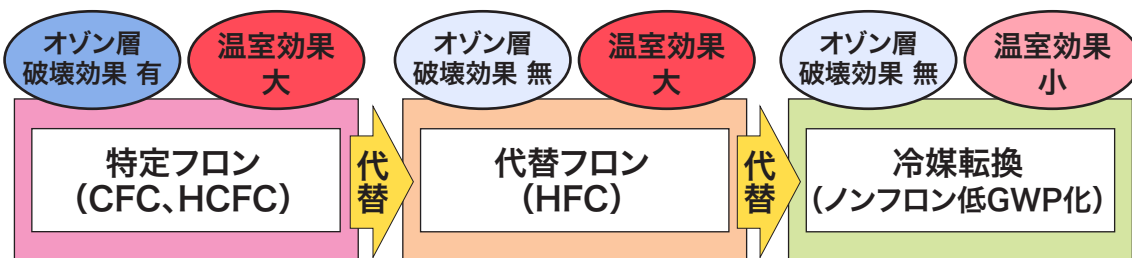 オゾン層
破壊効果 有
温室効果
大
特定フロン
(CFC、HCFC)
代替
オゾン層
破壊効果 無
温室効果
大
代替フロン
(HFC)
代替
オゾン層
破壊効果 無
温室効果
小
冷媒転換
(ノンフロン低GWP化)